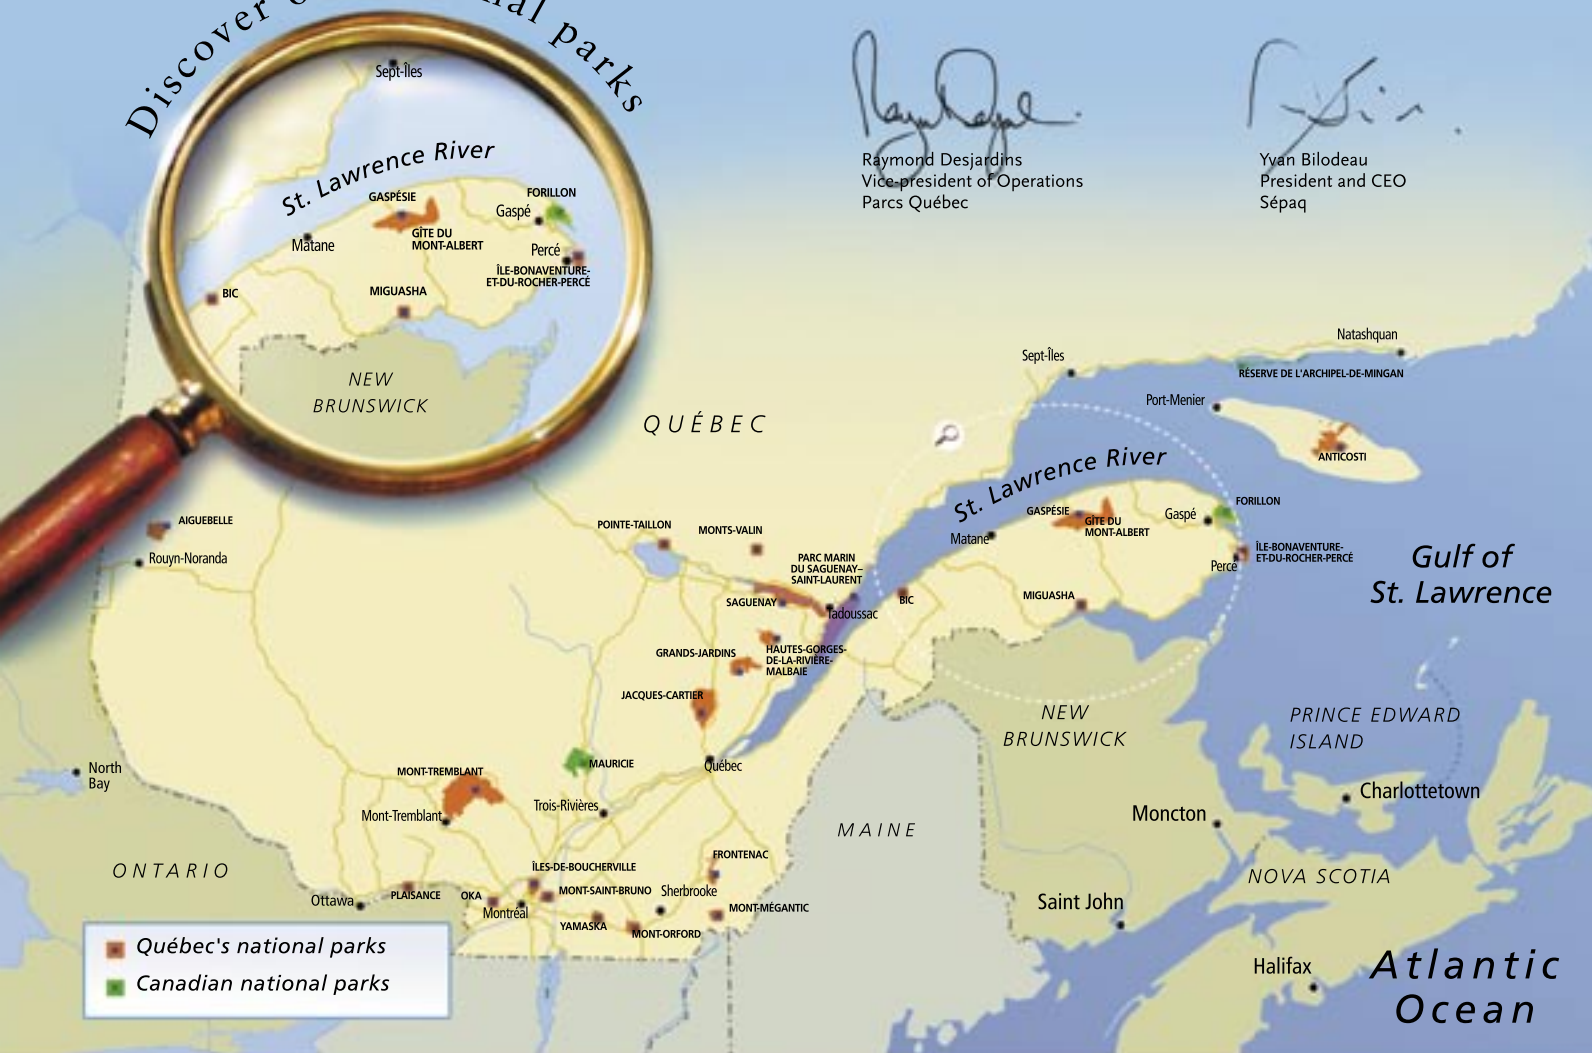 Discover
nal parks
Sept-Îles
St. Lawrence River
GASPÉSIE
FORILLON
Gaspé
GÎTE DU
MONT-ALBERT
Matane
Percé
ÎLE-BONAVENTURE-
ET-DU-ROCHER-PERCÉ
BIC
MIGUASHA
NEW
BRUNSWICK
Raymond Desjardins
Vice-president of Operations
Parcs Québec
Yvan Bilodeau
President and CEO
Sépaq
QUÉBEC
Natashquan
Sept-Îles
RÉSERVE DE L'ARCHIPEL-DE-MINGAN
Port-Menier
ANTICOSTI
St. Lawrence River
GASPÉSIE
GÎTE DU
MONT-ALBERT
Gaspé
FORILLON
Matane
ÎLE-BONAVENTURE-
ET-DU-ROCHER-PERCÉ
Percé
Gulf of
St. Lawrence
MIGUASHA
BIC
AIGUEBELLE
Rouyn-Noranda
POINTE-TAILLON
MONTS-VALIN
PARC MARIN
DU SAGUENAY–
SAINT-LAURENT
SAGUENAY
Tadoussac
GRANDS-JARDINS
HAUTES-GORGES-
DE-LA-RIVIÈRE-
MALBAIE
JACQUES-CARTIER
NEW
BRUNSWICK
PRINCE EDWARD
ISLAND
North
Bay
MONT-TREMBLANT
MAURICIE
Québec
Mont-Tremblant
Trois-Rivières
Charlottetown
Moncton
MAINE
ONTARIO
FRONTENAC
ÎLES-DE-BOUCHERVILLE
NOVA SCOTIA
PLAISANCE
OKA
MONT-SAINT-BRUNO
Sherbrooke
Ottawa
Montréal
MONT-MÉGANTIC
Saint John
YAMASKA
MONT-ORFORD
Québec's national parks
Canadian national parks
Halifax
Atlantic
Ocean